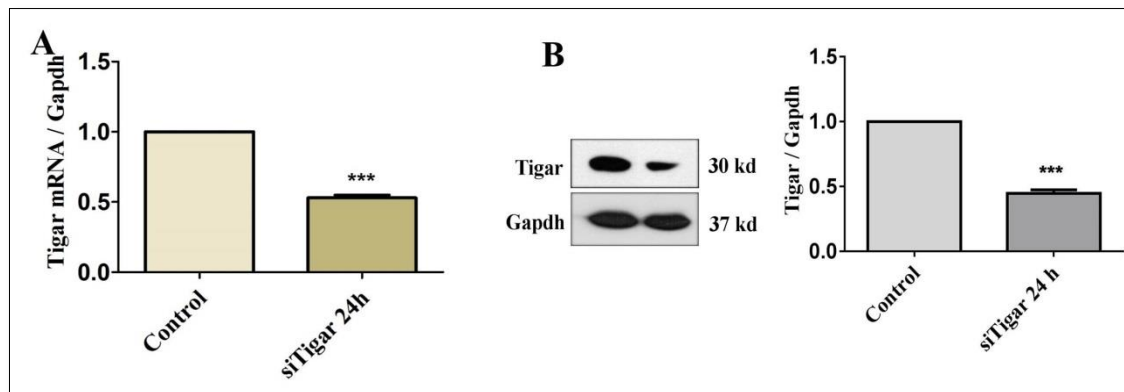 A
Tigar mRNA / Gapdh
1.5
1.0
0.5
0.0
***
Control
siTigar 24h
B
Tigar
30 kd
Gapdh
37 kd
Tigar / Gapdh
1.5
1.0
0.5
0.0
***
Control
siTigar 24 h